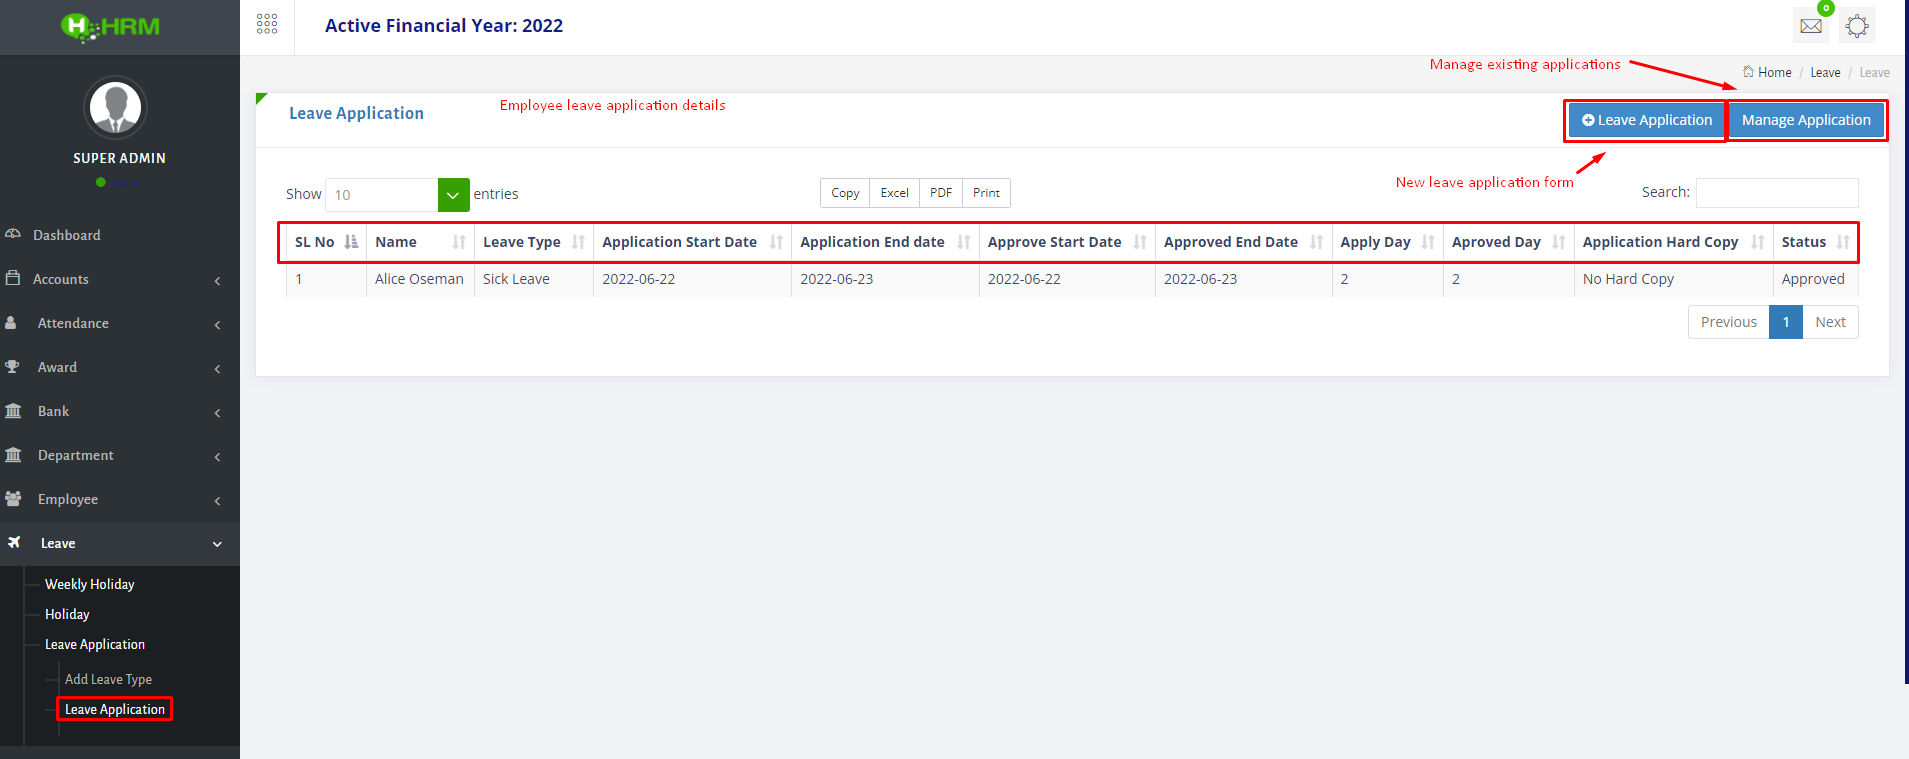 HRM
Active Financial Year: 2022
0
Manage existing applications
Home / Leave / Leave
Leave Application
Employee leave application details
Leave Application
Manage Application
SUPER ADMIN
New leave application form
Show 10 entries
Copy Excel PDF Print
Search:
SL No Name Leave Type Application Start Date Application End date Approve Start Date Approved End Date Apply Day Aproved Day Application Hard Copy Status
1 Alice Oseman Sick Leave 2022-06-22 2022-06-23 2022-06-22 2022-06-23 2 2 No Hard Copy Approved
Previous 1 Next
Dashboard
Accounts
Attendance
Award
Bank
Department
Employee
Leave
Weekly Holiday
Holiday
Leave Application
Add Leave Type
Leave Application